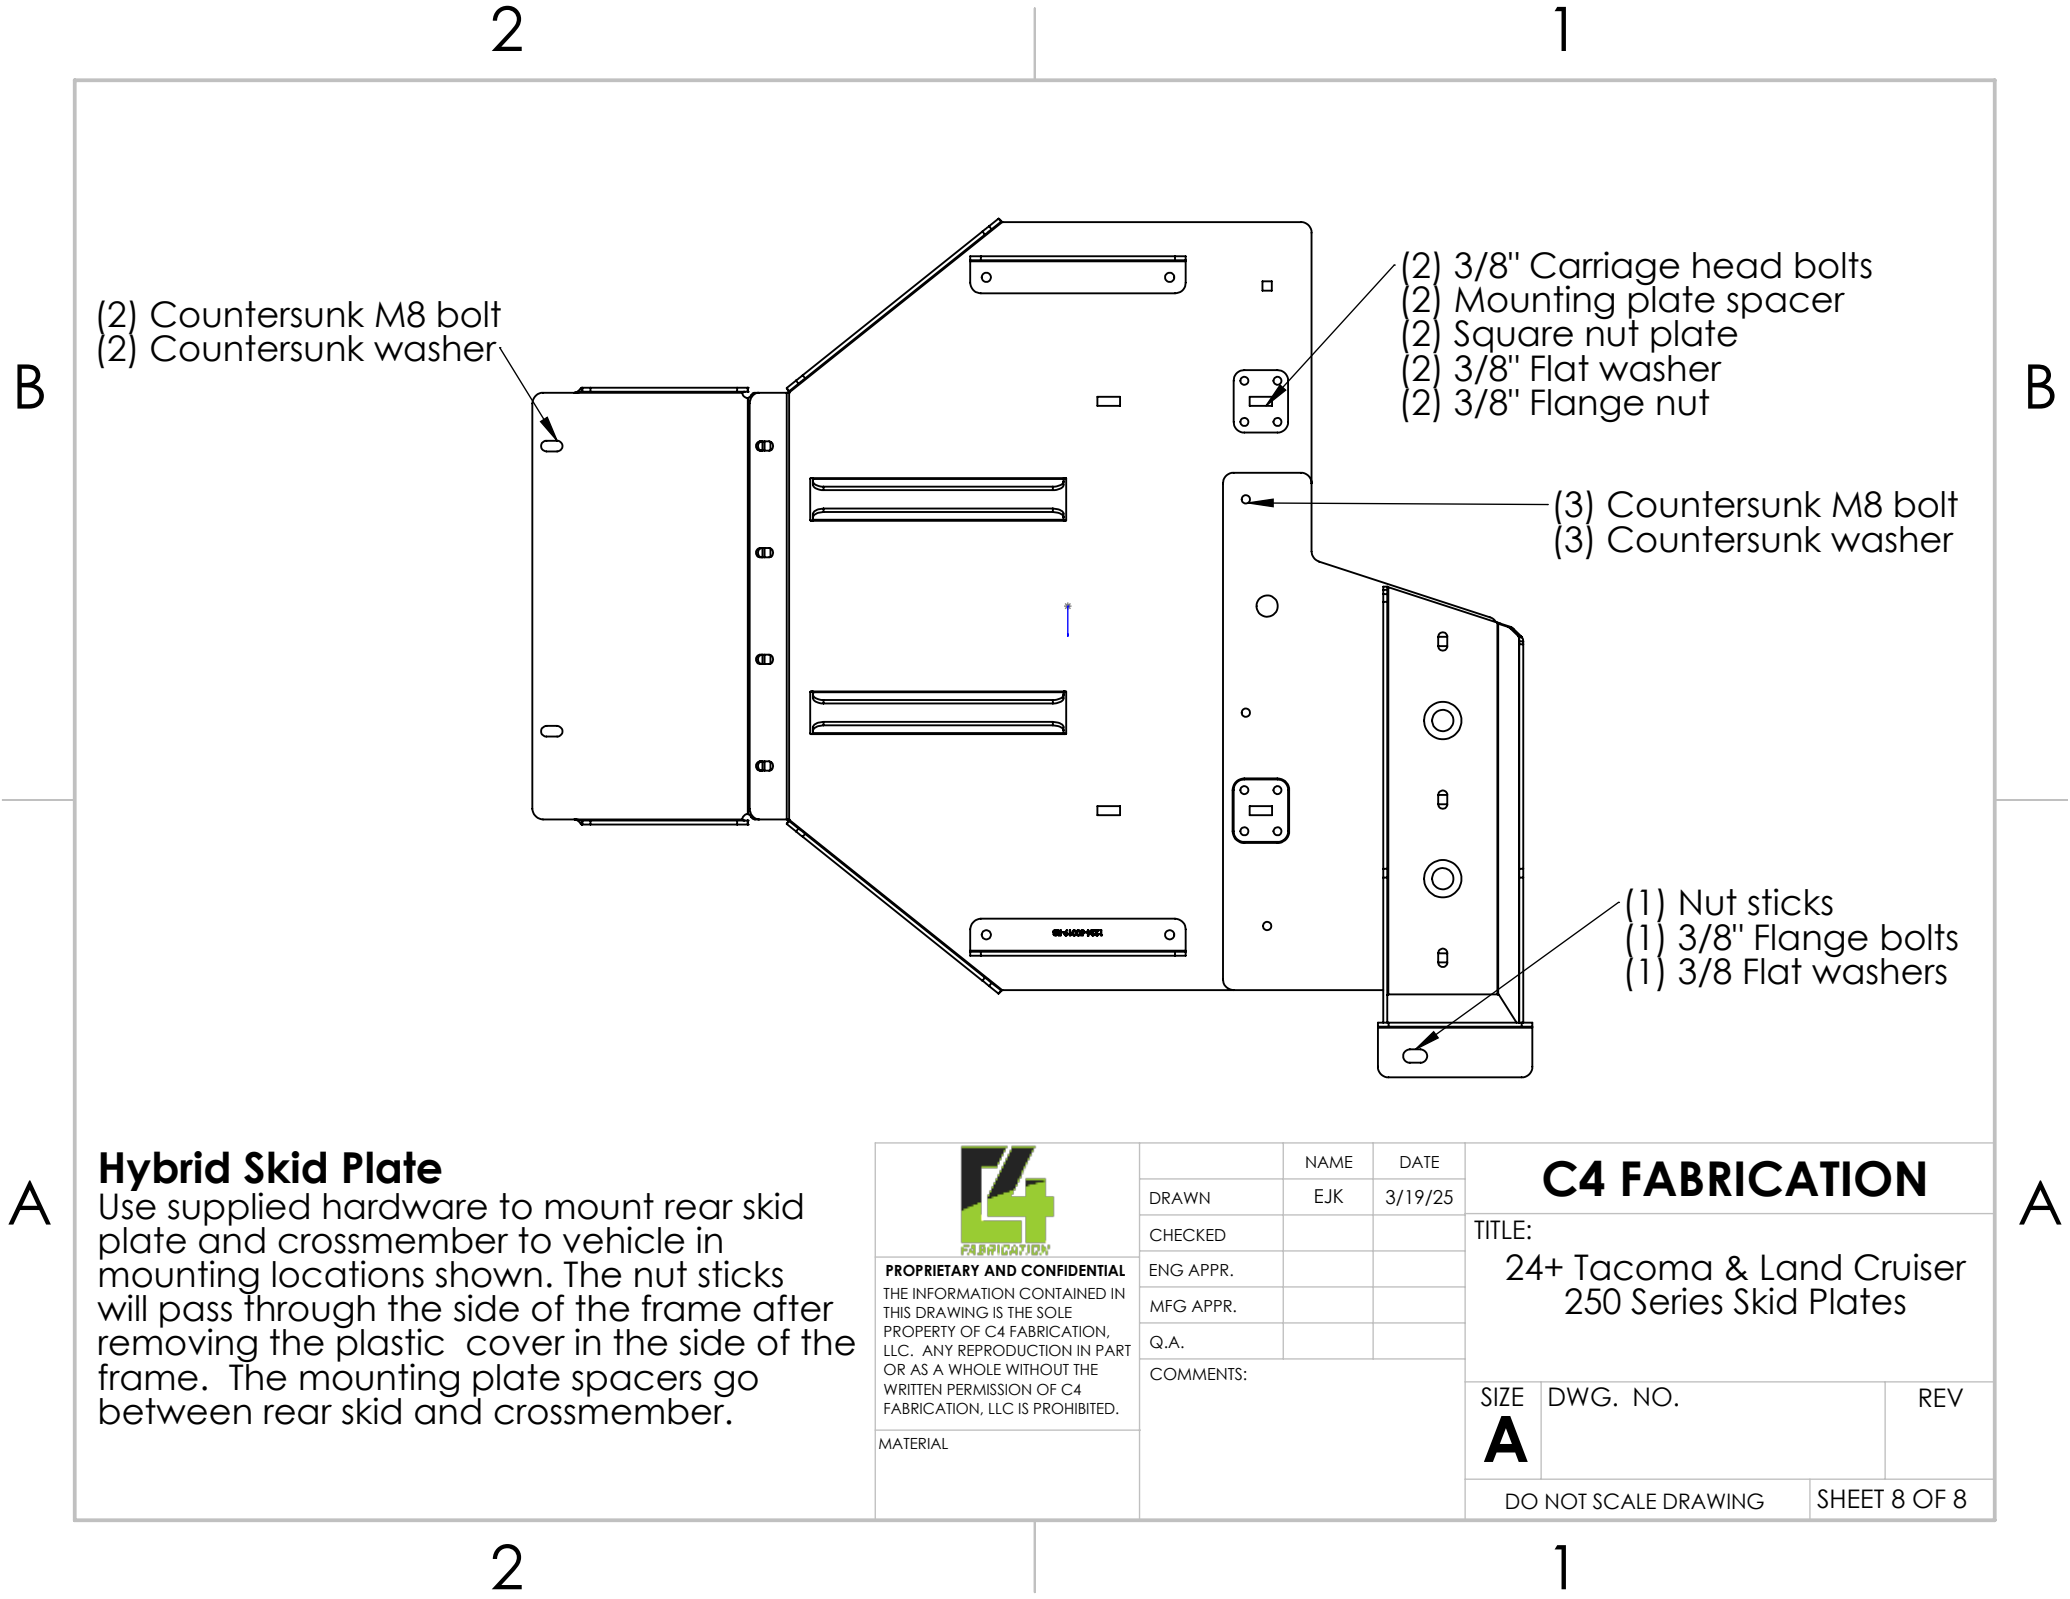 2
1
(2) 3/8" Carriage head bolts
(2) Mounting plate spacer
(2) Square nut plate
(2) 3/8" Flat washer
(2) 3/8" Flange nut
(2) Countersunk M8 bolt
(2) Countersunk washer
B
B
(3) Countersunk M8 bolt
(3) Countersunk washer
(1) Nut sticks
(1) 3/8" Flange bolts
(1) 3/8 Flat washers
A
A
Hybrid Skid Plate
Use supplied hardware to mount rear skid
plate and crossmember to vehicle in
mounting locations shown. The nut sticks
will pass through the side of the frame after
removing the plastic  cover in the side of the
frame.  The mounting plate spacers go
between rear skid and crossmember.
C4
FABRICATION
PROPRIETARY AND CONFIDENTIAL
THE INFORMATION CONTAINED IN
THIS DRAWING IS THE SOLE
PROPERTY OF C4 FABRICATION,
LLC.  ANY REPRODUCTION IN PART
OR AS A WHOLE WITHOUT THE
WRITTEN PERMISSION OF C4
FABRICATION, LLC IS PROHIBITED.
MATERIAL
NAME DATE
DRAWN EJK 3/19/25
CHECKED
ENG APPR.
MFG APPR.
Q.A.
COMMENTS:
C4 FABRICATION
TITLE:
24+ Tacoma & Land Cruiser
250 Series Skid Plates
SIZE DWG.  NO. REV
A
DO NOT SCALE DRAWING SHEET 8 OF 8
2
1